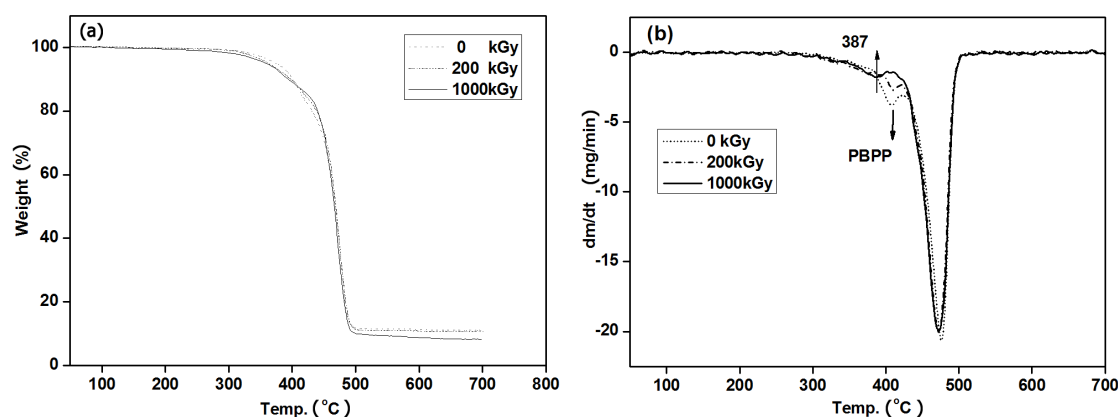 (a)
0 kGy
200 kGy
1000kGy
Weight (%)
100
80
60
40
20
0
100 200 300 400 500 600 700 800
Temp. (°C)
(b)
387
PBPP
0 kGy
200kGy
1000kGy
dm/dt (mg/min)
0
-5
-10
-15
-20
100 200 300 400 500 600 700
Temp. (°C)